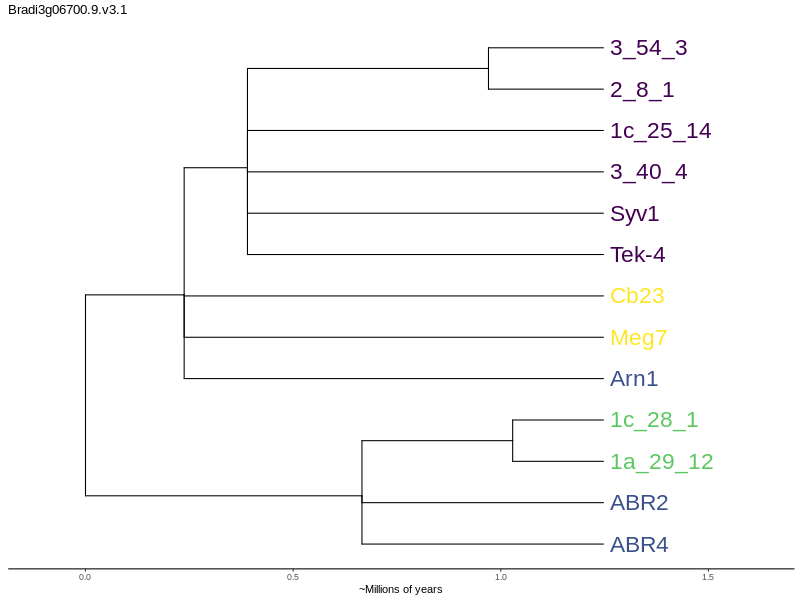 Bradi3g06700.9.v3.1
3_54_3
2_8_1
1c_25_14
3_40_4
Syv1
Tek-4
Cb23
Meg7
Arn1
1c_28_1
1a_29_12
ABR2
ABR4
0.0 0.5 1.0 1.5
~Millions of years